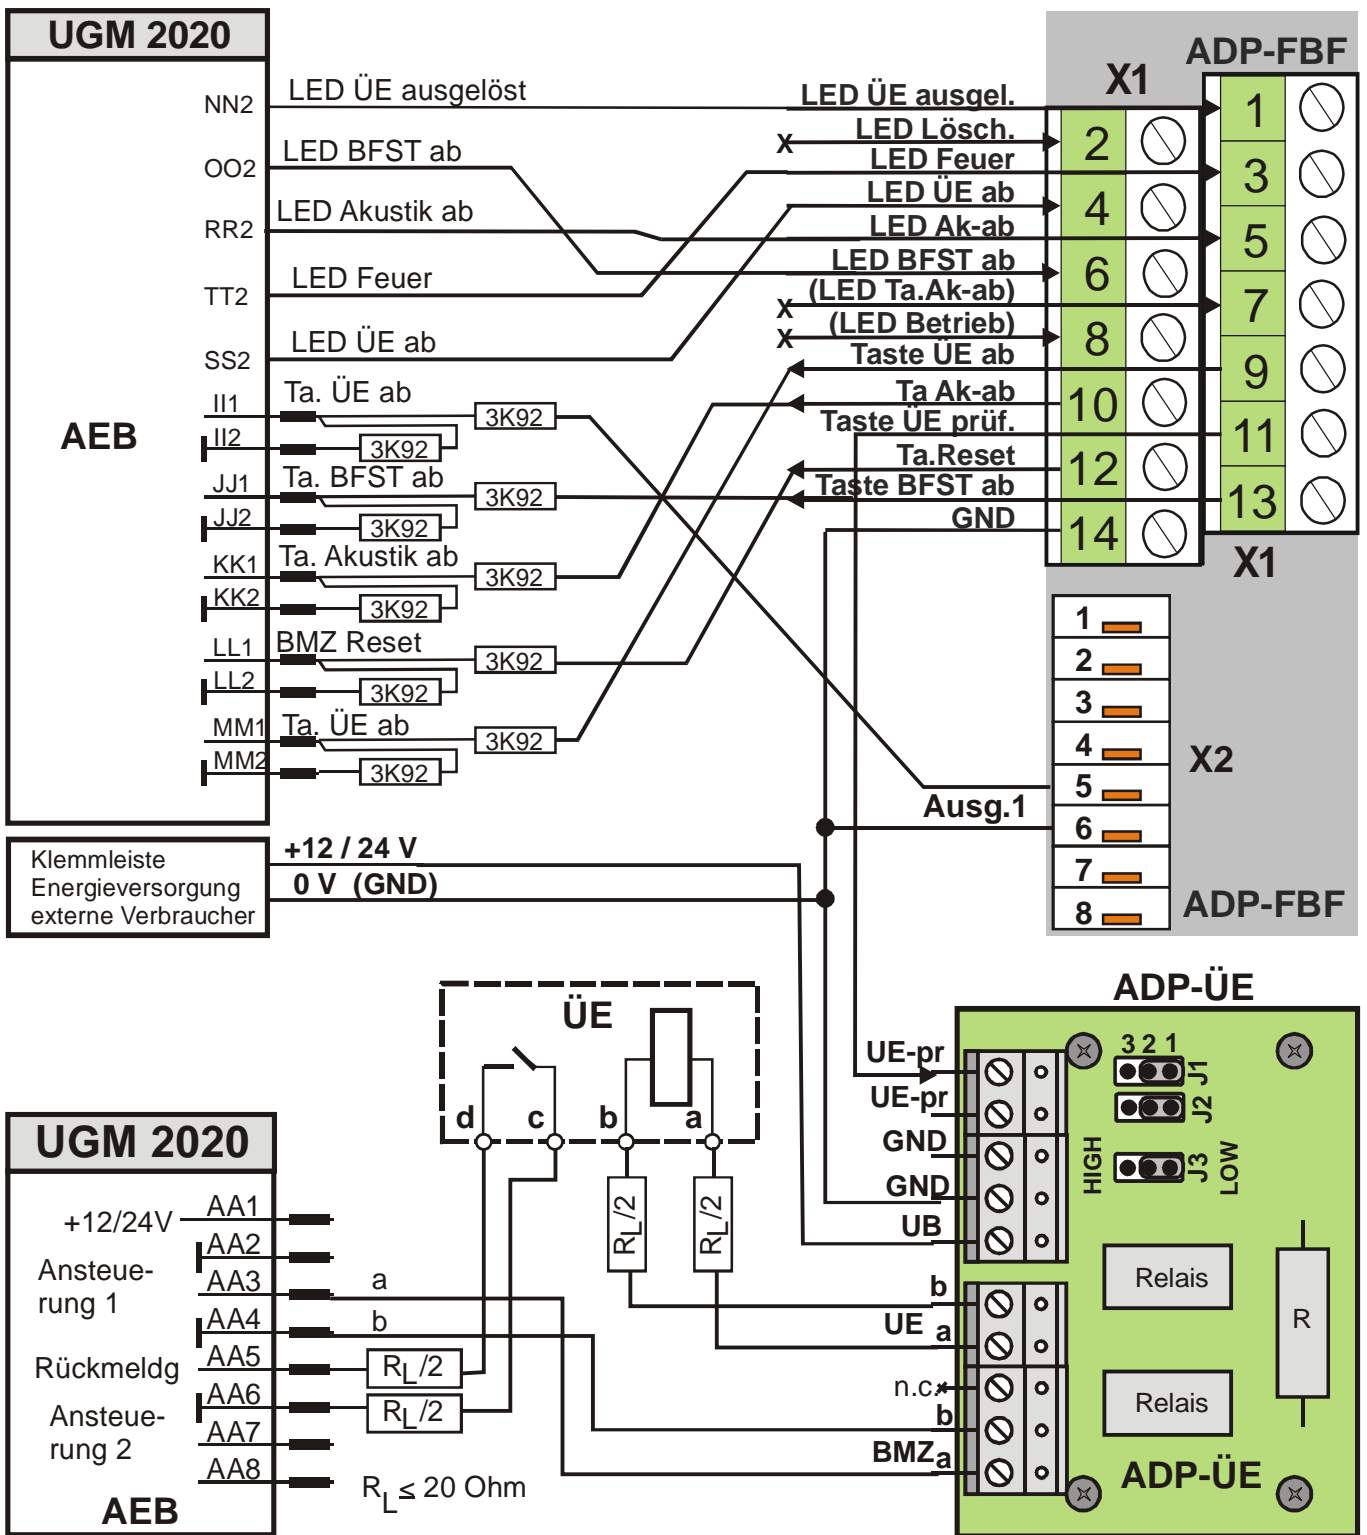 UGM 2020
ADP-FBF
X1
NN2
LED ÜE ausgelöst
LED ÜE ausgel.
1
X
LED Lösch.
2
OO2
LED BFST ab
LED Feuer
3
LED ÜE ab
4
RR2
LED Akustik ab
LED Ak-ab
5
LED BFST ab
6
TT2
LED Feuer
X
(LED Ta.Ak-ab)
7
X
(LED Betrieb)
8
SS2
LED ÜE ab
Taste ÜE ab
9
II1
Ta. ÜE ab
3K92
Ta Ak-ab
10
AEB
II2
3K92
Taste ÜE prüf.
11
Ta.Reset
12
JJ1
Ta. BFST ab
3K92
Taste BFST ab
13
JJ2
3K92
GND
14
KK1
Ta. Akustik ab
3K92
X1
KK2
3K92
LL1
BMZ Reset
3K92
LL2
3K92
MM1
Ta. ÜE ab
3K92
MM2
3K92
1
2
3
4
X2
5
Ausg.1
6
7
8
ADP-FBF
Klemmleiste
Energieversorgung
externe Verbraucher
+12 / 24 V
0 V (GND)
ÜE
d
c
b
a
RL/2
RL/2
ADP-ÜE
UE-pr
UE-pr
GND
GND
UB
3 2 1
J1
J2
J3
HIGH
LOW
b
UE
a
n.c.
b
BMZ
a
Relais
Relais
R
ADP-ÜE
UGM 2020
+12/24V
AA1
AA2
Ansteue-
rung 1
AA3
a
AA4
b
Rückmeldg
AA5
RL/2
AA6
RL/2
Ansteue-
rung 2
AA7
AA8
RL ≤ 20 Ohm
AEB